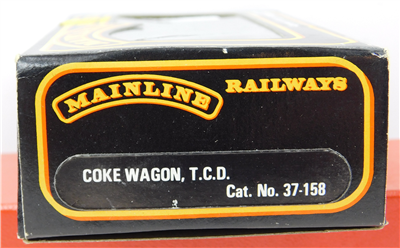 MAINLINE RAILWAYS
COKE WAGON, T.C.D.
Cat. No. 37-158